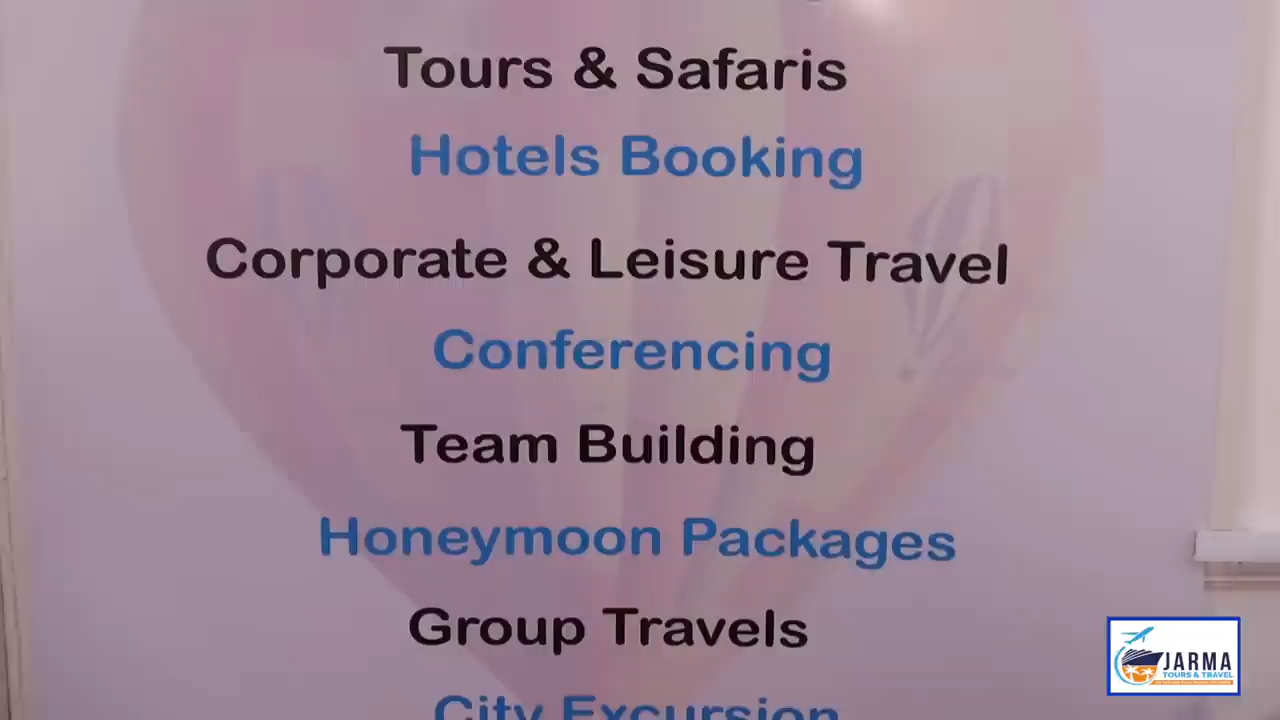 Tours & Safaris
Hotels Booking
Corporate & Leisure Travel
Conferencing
Team Building
Honeymoon Packages
Group Travels
City Excursion
JARMA
TOURS & TRAVEL